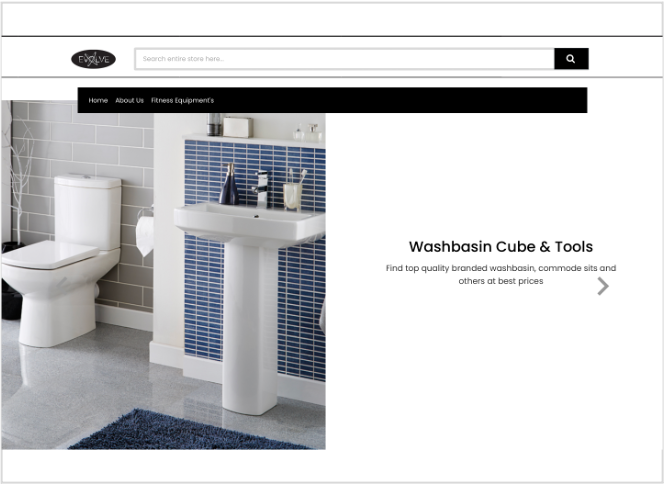 EVOLVE
Search entire store here...
Home About Us Fitness Equipment's
Washbasin Cube & Tools
Find top quality branded washbasin, commode sits and
others at best prices